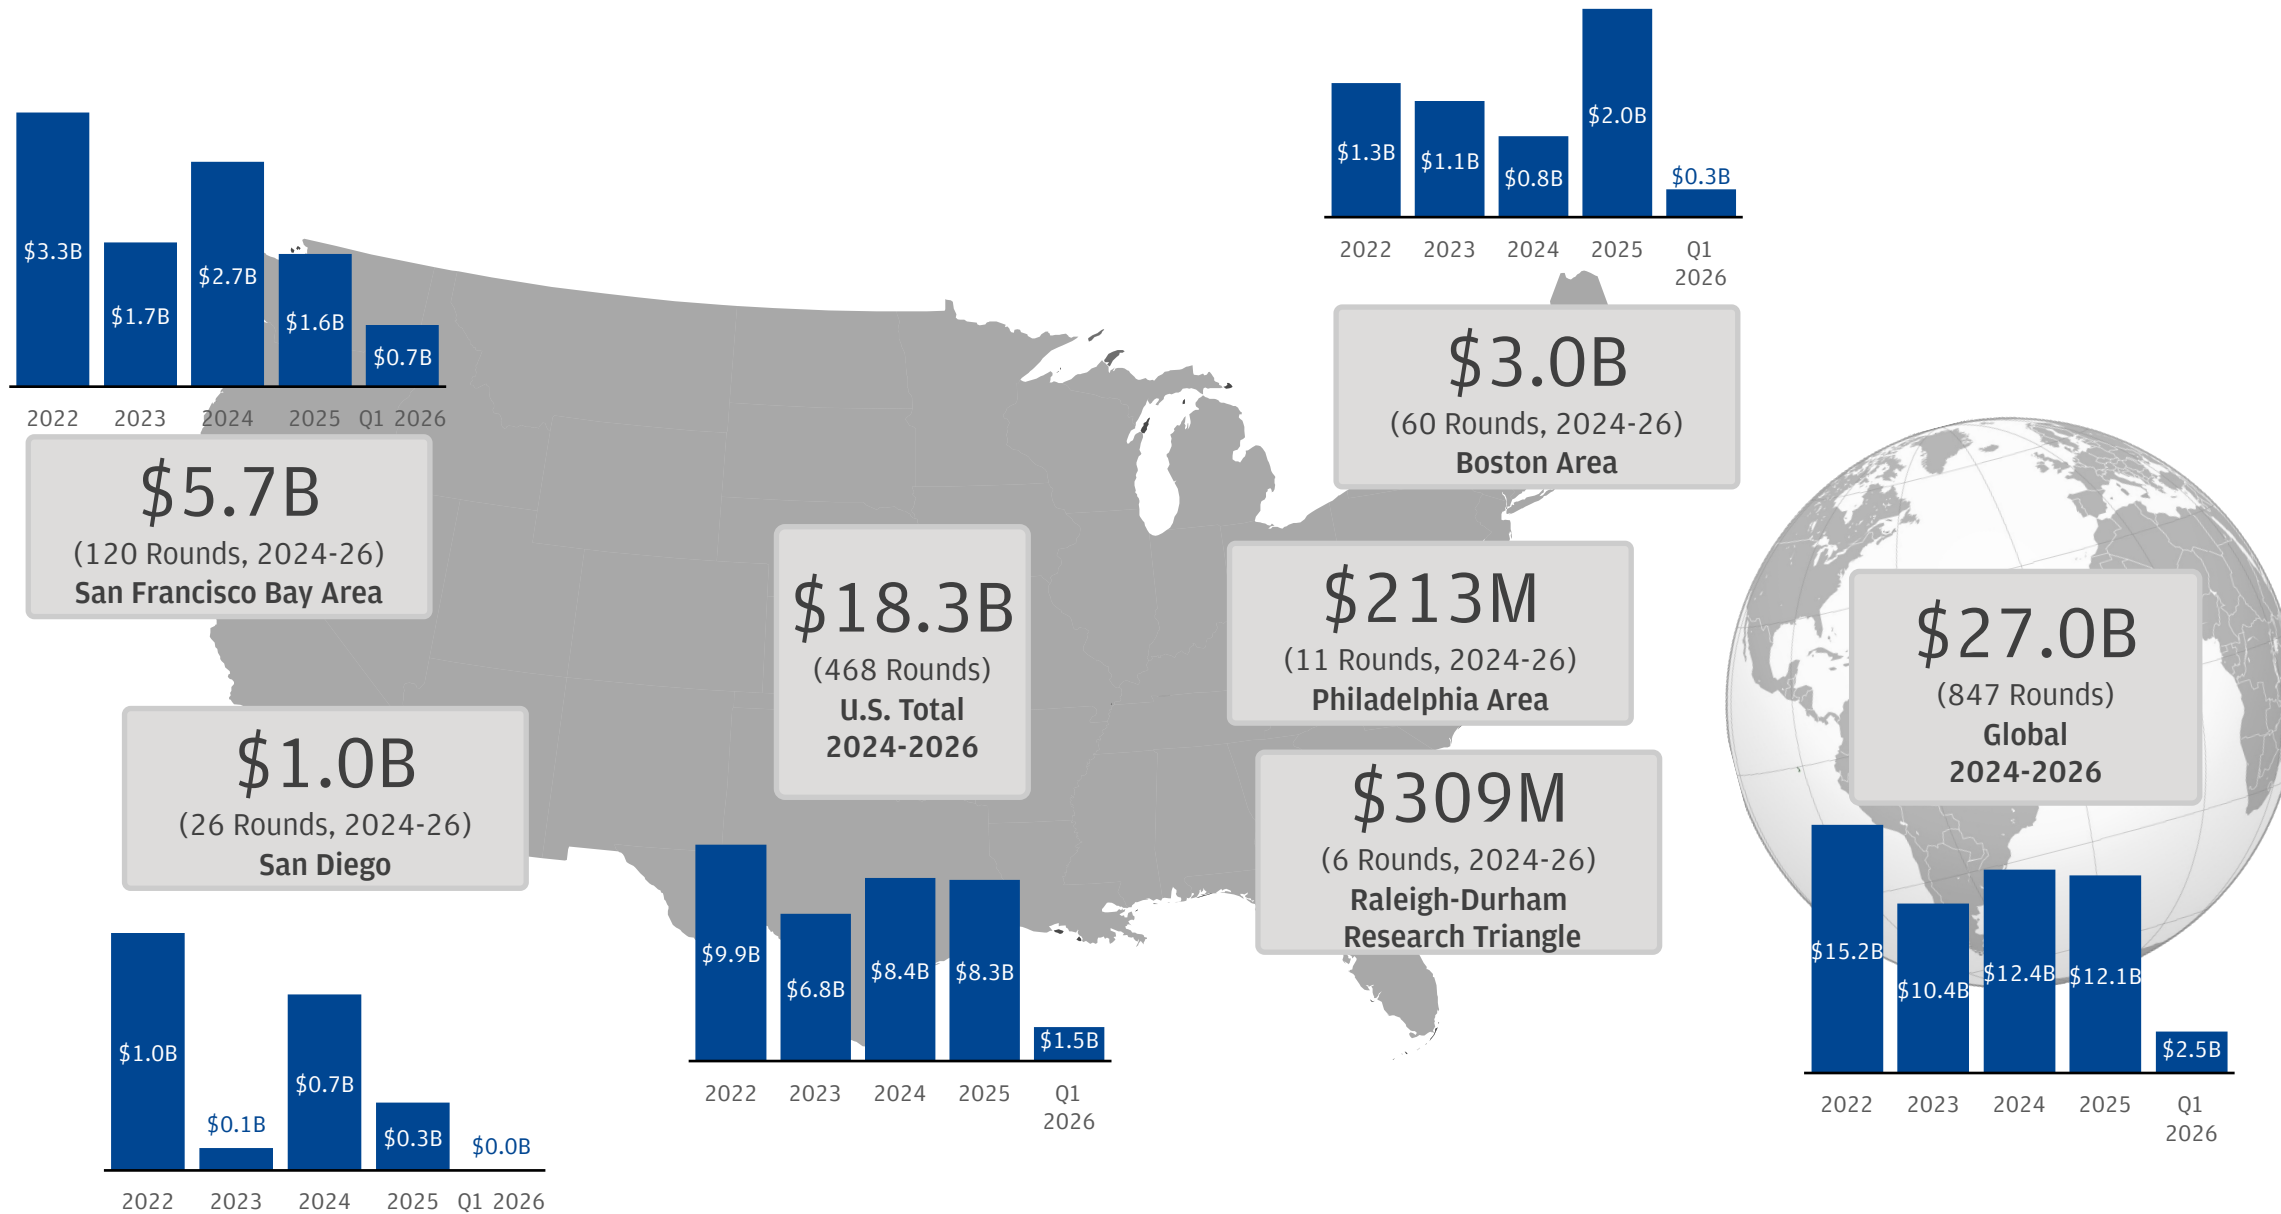 $3.3B
$1.7B
$2.7B
$1.6B
$0.7B
2022 2023 2024 2025 Q1 2026
$5.7B
(120 Rounds, 2024-26)
San Francisco Bay Area
$1.3B
$1.1B
$0.8B
$2.0B
$0.3B
2022 2023 2024 2025 Q1
2026
$3.0B
(60 Rounds, 2024-26)
Boston Area
$18.3B
(468 Rounds)
U.S. Total
2024-2026
$213M
(11 Rounds, 2024-26)
Philadelphia Area
$27.0B
(847 Rounds)
Global
2024-2026
$1.0B
(26 Rounds, 2024-26)
San Diego
$309M
(6 Rounds, 2024-26)
Raleigh-Durham
Research Triangle
$1.0B
$0.1B
$0.7B
$0.3B
$0.0B
2022 2023 2024 2025 Q1 2026
$9.9B
$6.8B
$8.4B
$8.3B
$1.5B
2022 2023 2024 2025 Q1
2026
$15.2B
$10.4B
$12.4B
$12.1B
$2.5B
2022 2023 2024 2025 Q1
2026